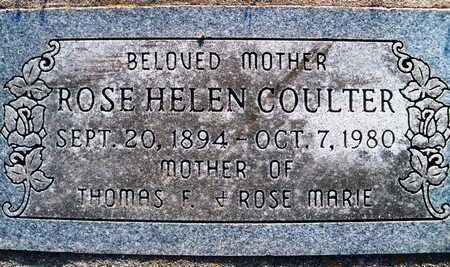 BELOVED MOTHER
ROSE HELEN COULTER
SEPT. 20, 1894 - OCT. 7, 1980
MOTHER OF
THOMAS F. & ROSE MARIE